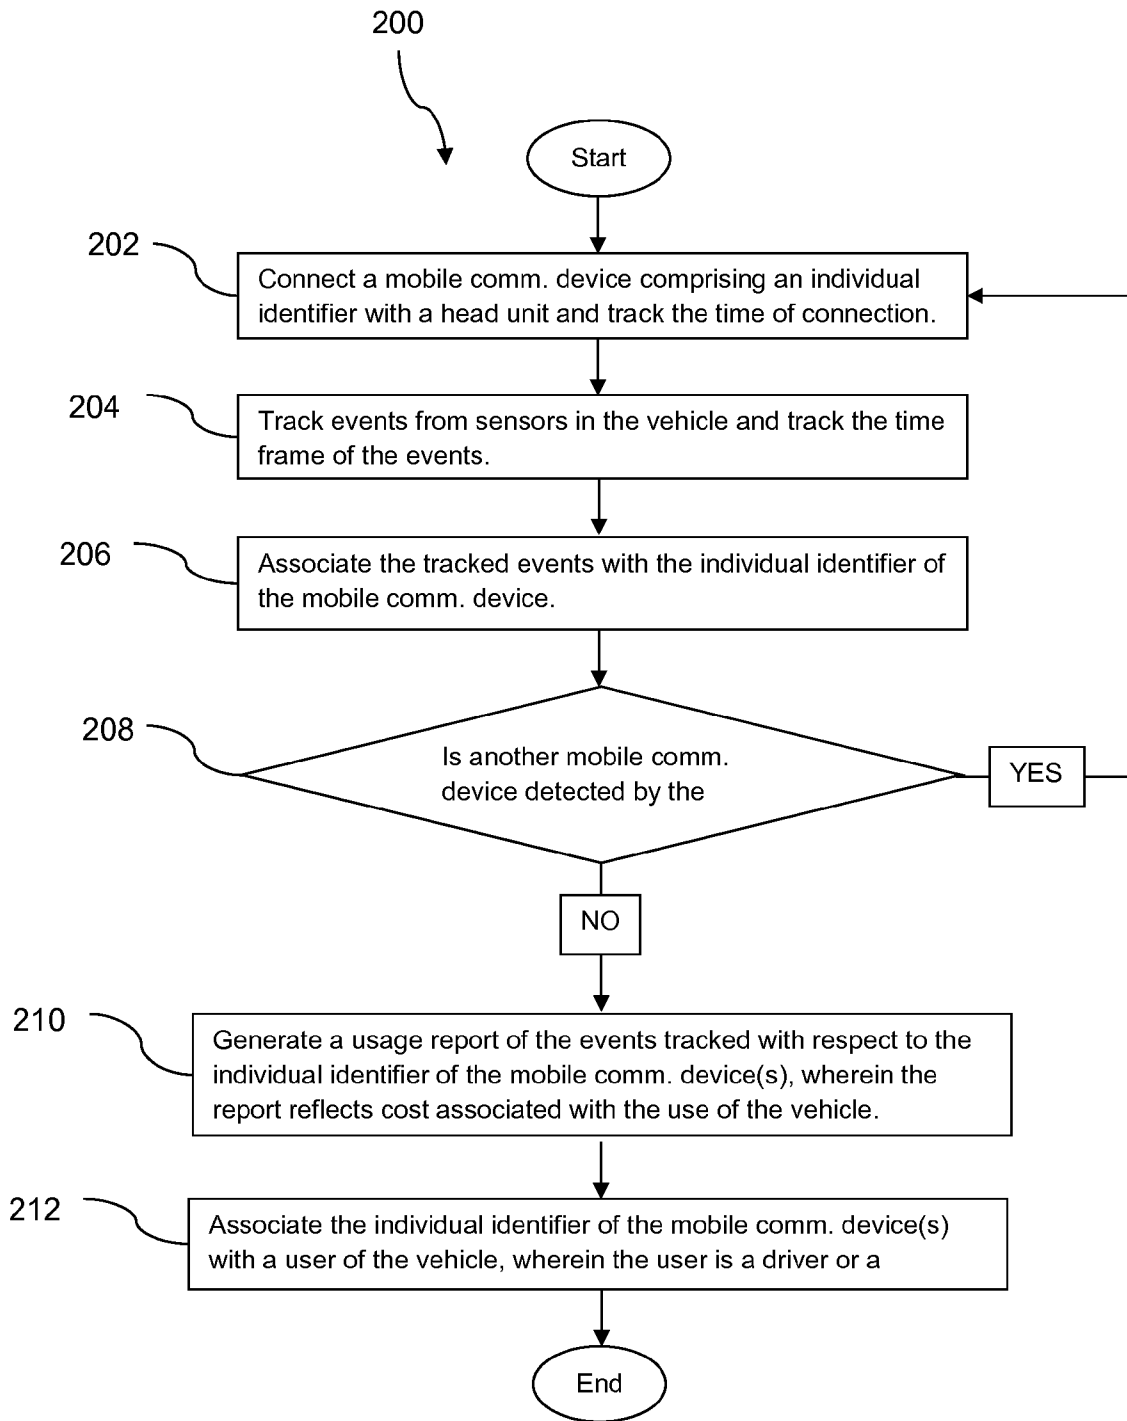 200
Start
202
Connect a mobile comm. device comprising an individual
identifier with a head unit and track the time of connection.
204
Track events from sensors in the vehicle and track the time
frame of the events.
206
Associate the tracked events with the individual identifier of
the mobile comm. device.
208
Is another mobile comm.
device detected by the
YES
NO
210
Generate a usage report of the events tracked with respect to the
individual identifier of the mobile comm. device(s), wherein the
report reflects cost associated with the use of the vehicle.
212
Associate the individual identifier of the mobile comm. device(s)
with a user of the vehicle, wherein the user is a driver or a
End